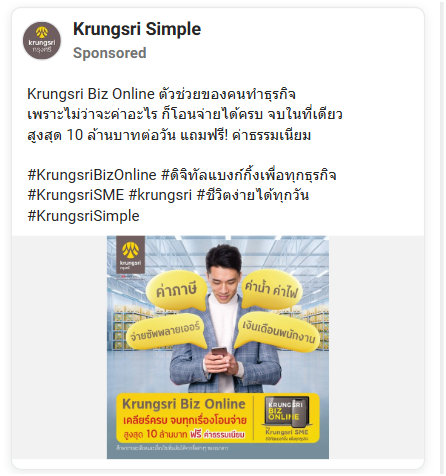 Krungsri Simple
Sponsored
krungsri
กรุงศรี
Krungsri Biz Online ตัวช่วยของคนทำธุรกิจ
เพราะไม่ว่าจะค่าอะไร ก็โอนจ่ายได้ครบ จบในที่เดียว
สูงสุด 10 ล้านบาทต่อวัน แถมฟรี! ค่าธรรมเนียม
#KrungsriBizOnline #ดิจิทัลแบงก์กิ้งเพื่อทุกธุรกิจ
#KrungsriSME #krungsri #ชีวิตง่ายได้ทุกวัน
#KrungsriSimple
krungsri
กรุงศรี
ค่าภาษี
ค่าน้ำ ค่าไฟ
จ่ายซัพพลายเออร์
เงินเดือนพนักงาน
Krungsri Biz Online
เคลียร์ครบ จบทุกเรื่องโอนจ่าย
สูงสุด 10 ล้านบาท ฟรี ค่าธรรมเนียม
KRUNGSRI
BIZ
ONLINE
Krungsri SME